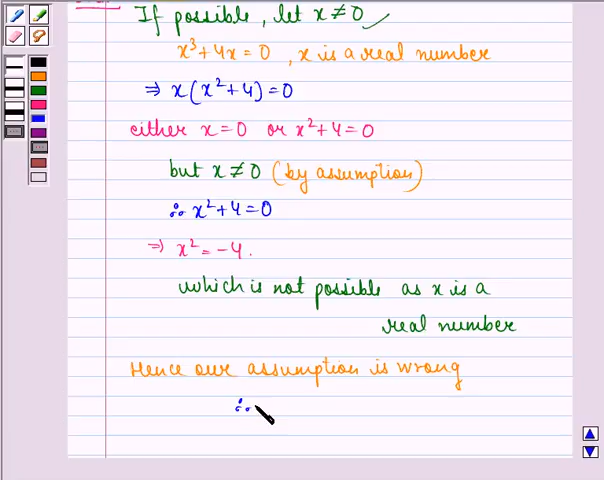 If possible, let x ≠ 0 ✓
x³+4x=0, x is a real number
⇒ x(x²+4)=0
either x=0 or x²+4=0
but x≠0 (by assumption)
∴ x²+4=0
⇒ x² = -4.
which is not possible as x is a
real number
Hence our assumption is wrong
∴